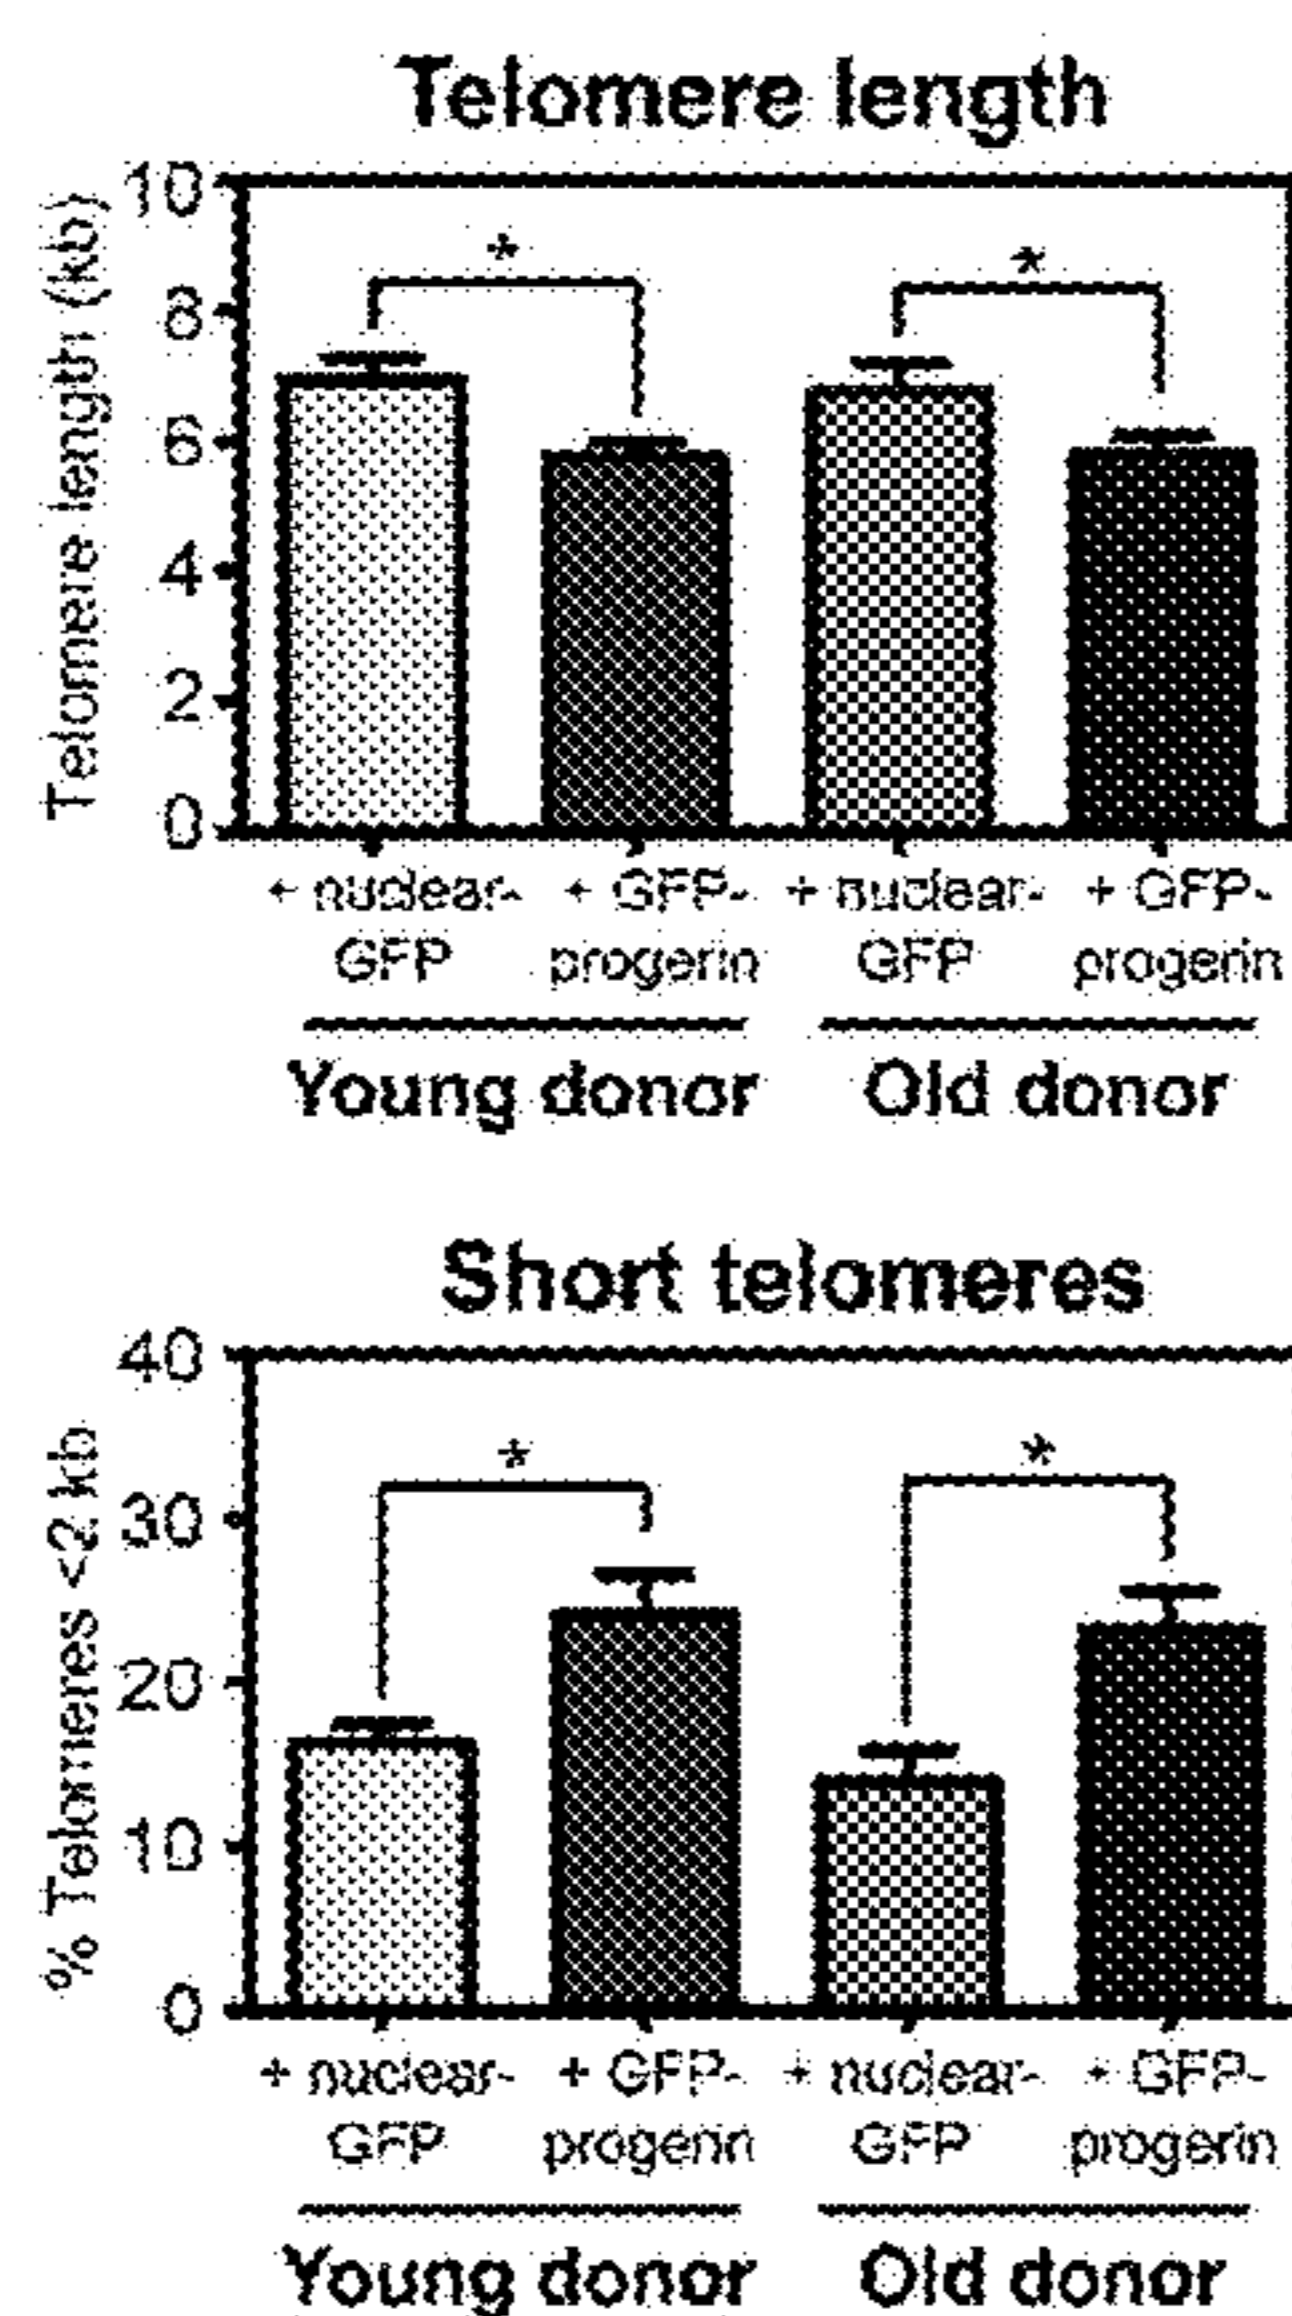 Telomere length
Telomere length (kb)
10
8
6
4
2
0
*
*
+ nuclear-
GFP
+ GFP-
progerin
+ nuclear-
GFP
+ GFP-
progerin
Young donor
Old donor
Short telomeres
% Telomeres <2 kb
40
30
20
10
0
*
*
+ nuclear-
GFP
+ GFP-
progerin
+ nuclear-
GFP
+ GFP-
progerin
Young donor
Old donor